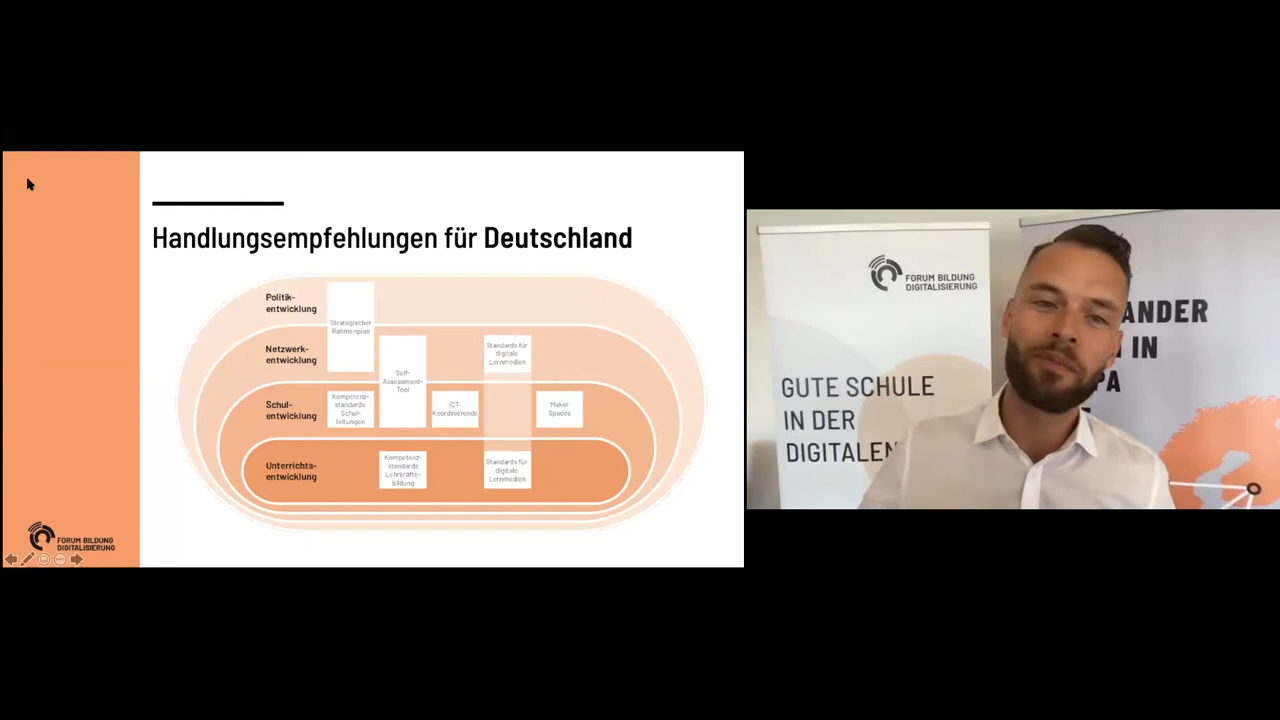 Handlungsempfehlungen für Deutschland
Politik-
entwicklung
Strategischer
Rahmenplan
Netzwerk-
entwicklung
Self-
Assessment-
Tool
Standards für
digitale
Lernmedien
Schul-
entwicklung
Kompetenz-
standards
Schul-
leitungen
ICT-
Koordinierende
Maker
Spaces
Unterrichts-
entwicklung
Kompetenz-
standards
Lehrkräfte-
bildung
Standards für
digitale
Lernmedien
FORUM BILDUNG
DIGITALISIERUNG
FORUM BILDUNG
DIGITALISIERUNG
GUTE SCHULE
IN DER
DIGITALEN
ANDER
IN
PA